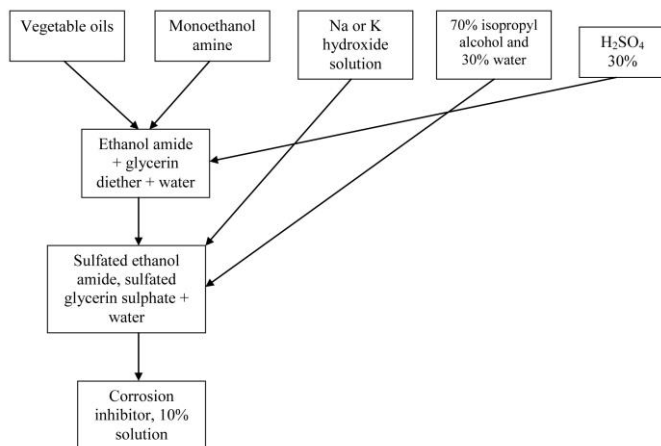 Vegetable oils
Monoethanol
amine
Na or K
hydroxide
solution
70% isopropyl
alcohol and
30% water
H₂SO₄
30%
Ethanol amide
+ glycerin
diether + water
Sulfated ethanol
amide, sulfated
glycerin sulphate +
water
Corrosion
inhibitor, 10%
solution